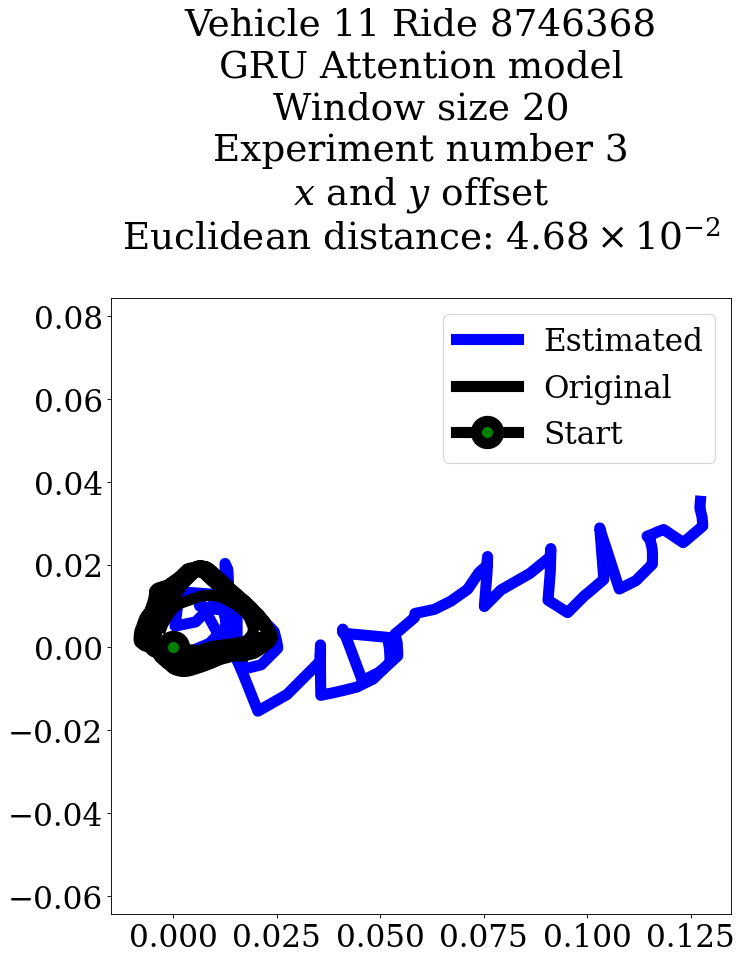 Vehicle 11 Ride 8746368
GRU Attention model
Window size 20
Experiment number 3
x and y offset
Euclidean distance: 4.68 × 10⁻²
0.08
0.06
0.04
0.02
0.00
−0.02
−0.04
−0.06
Estimated
Original
Start
0.000 0.025 0.050 0.075 0.100 0.125